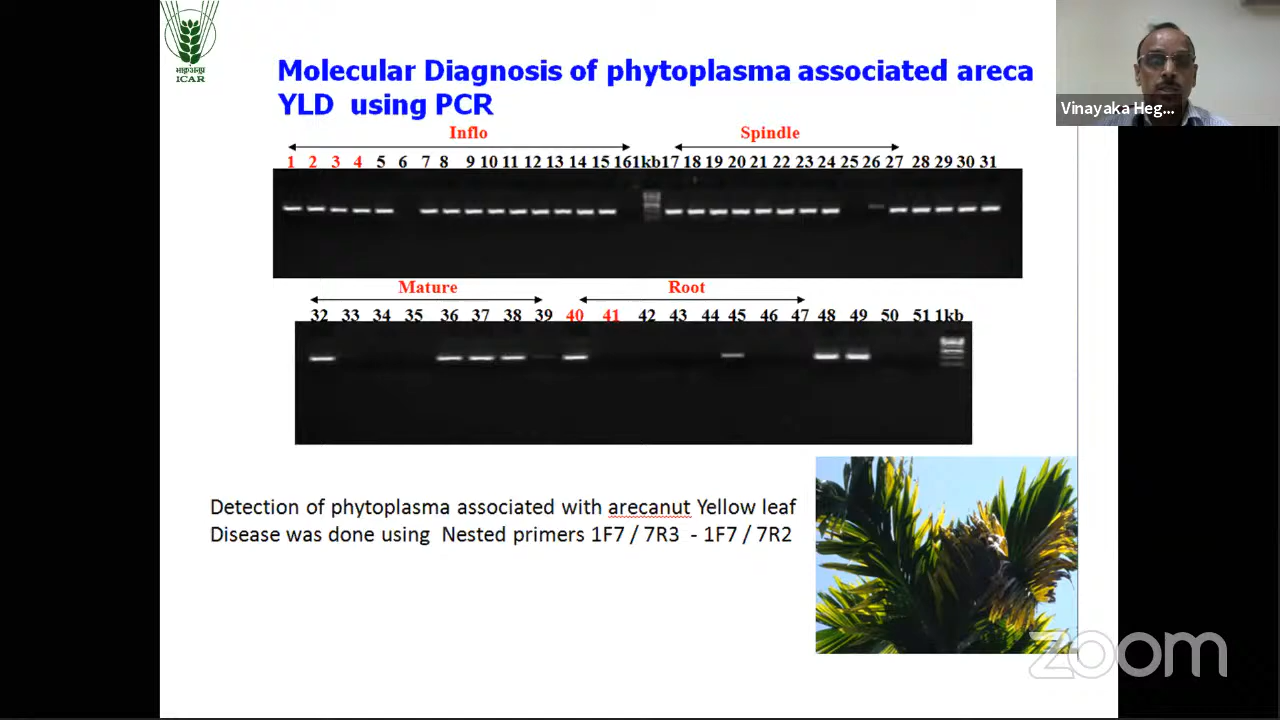 भाकृअनुप
ICAR
Molecular Diagnosis of phytoplasma associated areca
YLD using PCR
Vinayaka Heg...
Inflo Spindle
1 2 3 4 5 6 7 8 9 10 11 12 13 14 15 16 1kb 17 18 19 20 21 22 23 24 25 26 27 28 29 30 31
Mature Root
32 33 34 35 36 37 38 39 40 41 42 43 44 45 46 47 48 49 50 51 1kb
Detection of phytoplasma associated with arecanut Yellow leaf
Disease was done using Nested primers 1F7 / 7R3 - 1F7 / 7R2
zoom